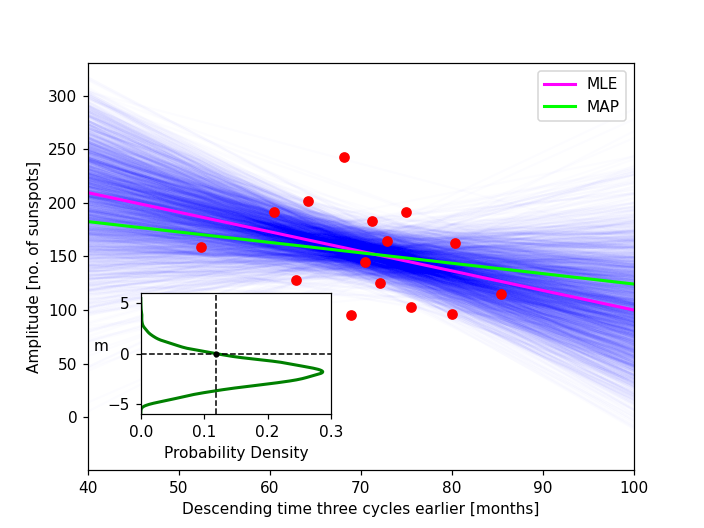 MLE
MAP
300
250
200
150
100
50
0
Amplitude [no. of sunspots]
5
0
−5
m
0.0 0.1 0.2 0.3
Probability Density
40 50 60 70 80 90 100
Descending time three cycles earlier [months]